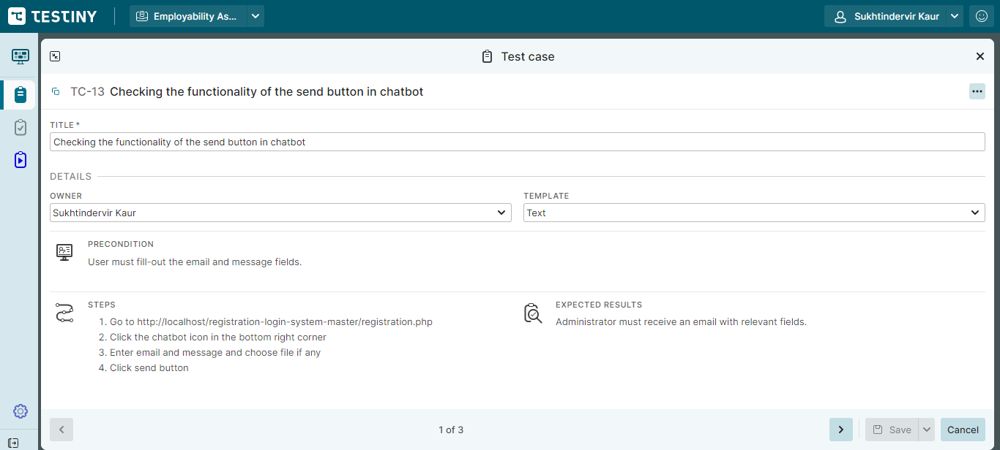 TESTINY
Employability As...
Sukhtindervir Kaur
Test case
TC-13 Checking the functionality of the send button in chatbot
TITLE *
Checking the functionality of the send button in chatbot
DETAILS
OWNER
Sukhtindervir Kaur
TEMPLATE
Text
PRECONDITION
User must fill-out the email and message fields.
STEPS
1. Go to http://localhost/registration-login-system-master/registration.php
2. Click the chatbot icon in the bottom right corner
3. Enter email and message and choose file if any
4. Click send button
EXPECTED RESULTS
Administrator must receive an email with relevant fields.
1 of 3
Save
Cancel